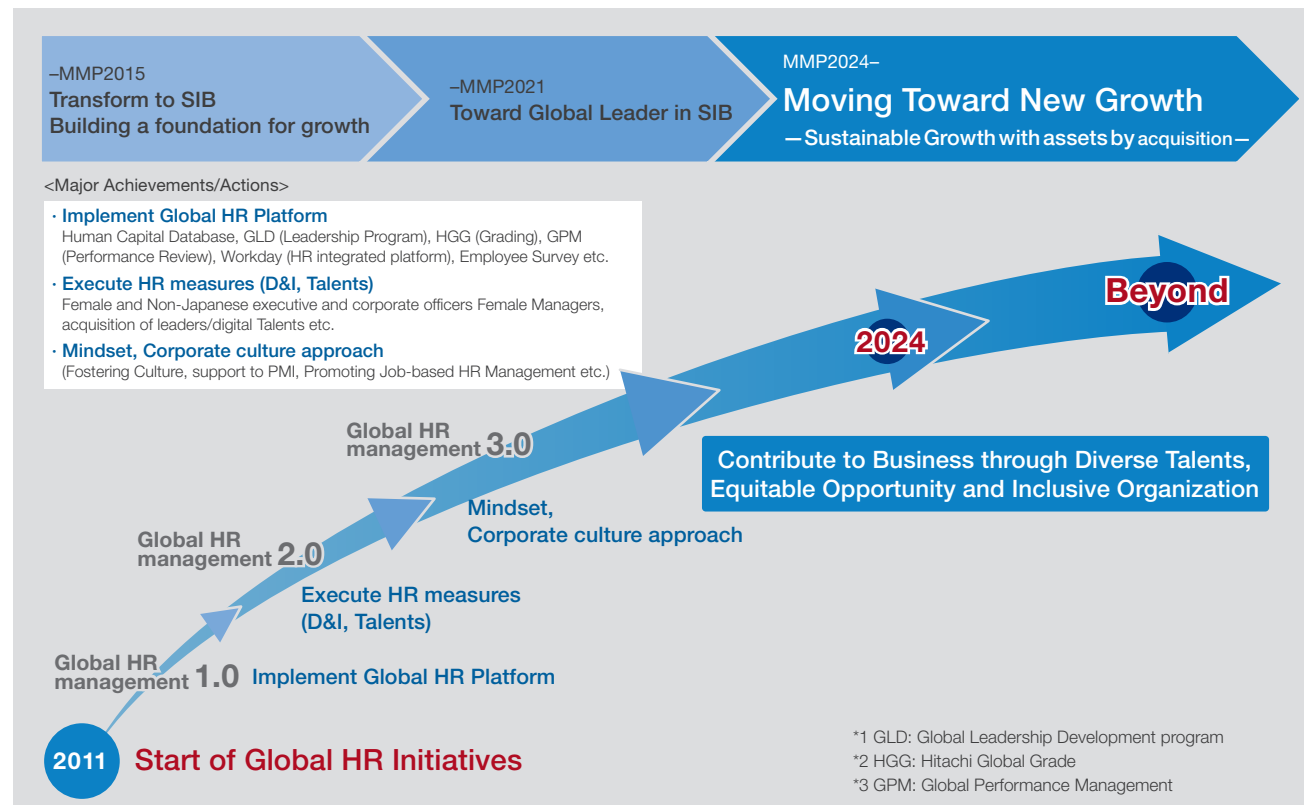 –MMP2015
Transform to SIB
Building a foundation for growth
–MMP2021
Toward Global Leader in SIB
MMP2024–
Moving Toward New Growth
—Sustainable Growth with assets by acquisition—
<Major Achievements/Actions>
· Implement Global HR Platform
Human Capital Database, GLD (Leadership Program), HGG (Grading), GPM
(Performance Review), Workday (HR integrated platform), Employee Survey etc.
· Execute HR measures (D&I, Talents)
Female and Non-Japanese executive and corporate officers Female Managers,
acquisition of leaders/digital Talents etc.
· Mindset, Corporate culture approach
(Fostering Culture, support to PMI, Promoting Job-based HR Management etc.)
Beyond
2024
Global HR
management 3.0
Contribute to Business through Diverse Talents,
Equitable Opportunity and Inclusive Organization
Mindset,
Corporate culture approach
Global HR
management 2.0
Execute HR measures
(D&I, Talents)
Global HR
management 1.0
Implement Global HR Platform
2011
Start of Global HR Initiatives
*1 GLD: Global Leadership Development program
*2 HGG: Hitachi Global Grade
*3 GPM: Global Performance Management